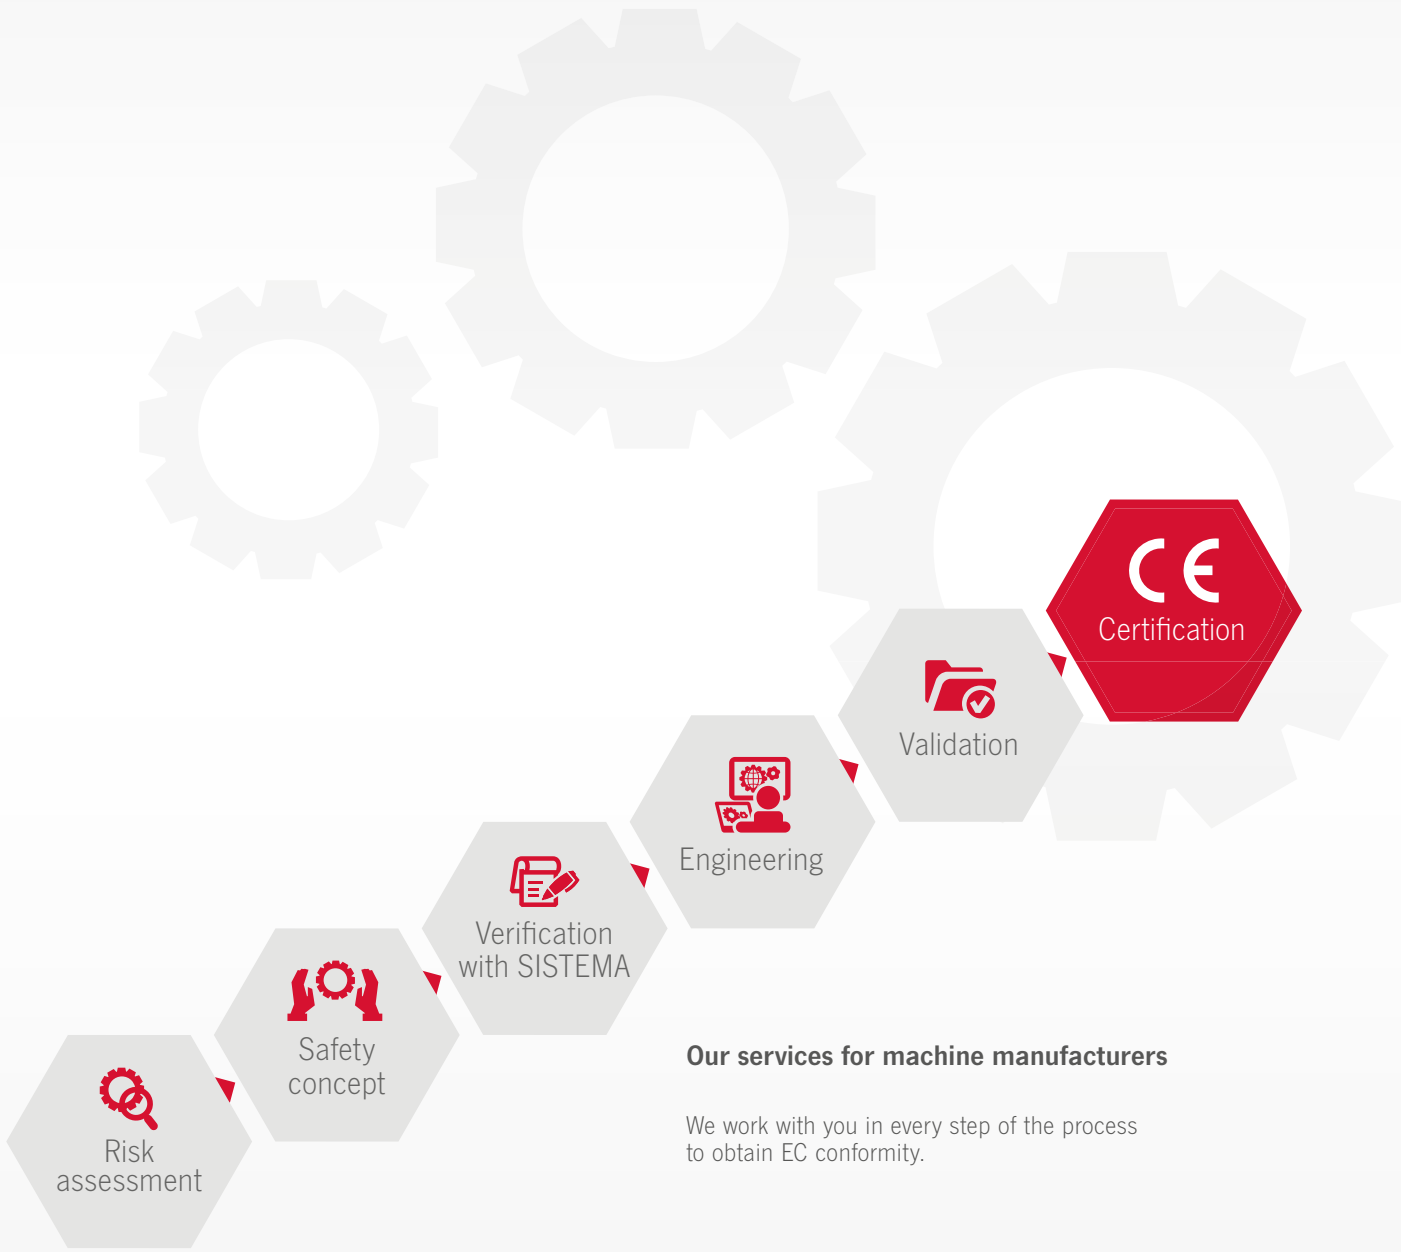 CE
Certification
Validation
Engineering
Verification
with SISTEMA
Safety
concept
Risk
assessment
Our services for machine manufacturers
We work with you in every step of the process
to obtain EC conformity.